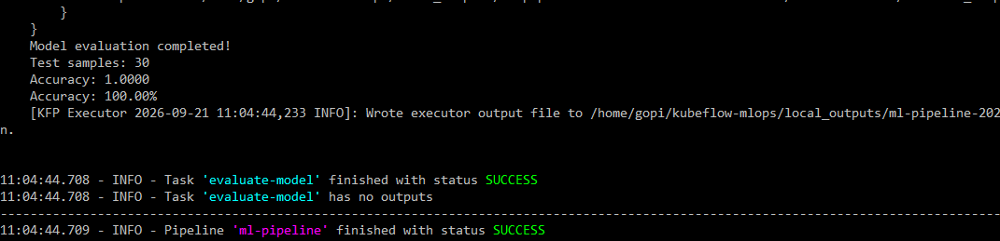 }
}
Model evaluation completed!
Test samples: 30
Accuracy: 1.0000
Accuracy: 100.00%
[KFP Executor 2026-09-21 11:04:44,233 INFO]: Wrote executor output file to /home/gopi/kubeflow-mlops/local_outputs/ml-pipeline-202
n.
11:04:44.708 - INFO - Task 'evaluate-model' finished with status SUCCESS
11:04:44.708 - INFO - Task 'evaluate-model' has no outputs
----------------------------------------------------------------------------------------------------------------------------------
11:04:44.709 - INFO - Pipeline 'ml-pipeline' finished with status SUCCESS